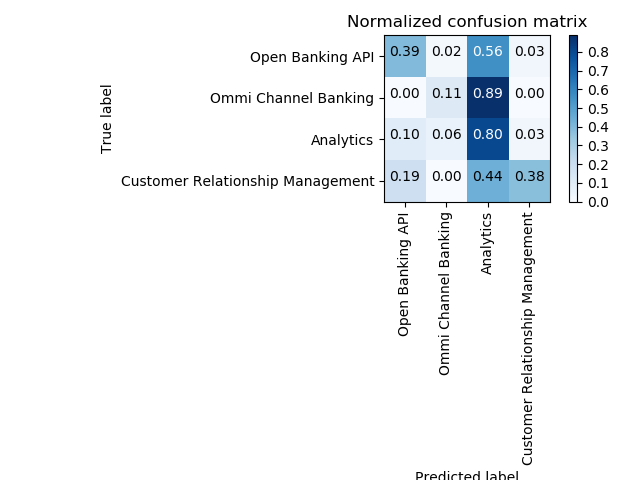 Normalized confusion matrix
True label
Open Banking API 0.39 0.02 0.56 0.03
Ommi Channel Banking 0.00 0.11 0.89 0.00
Analytics 0.10 0.06 0.80 0.03
Customer Relationship Management 0.19 0.00 0.44 0.38
Open Banking API
Ommi Channel Banking
Analytics
Customer Relationship Management
Predicted label
0.8
0.7
0.6
0.5
0.4
0.3
0.2
0.1
0.0